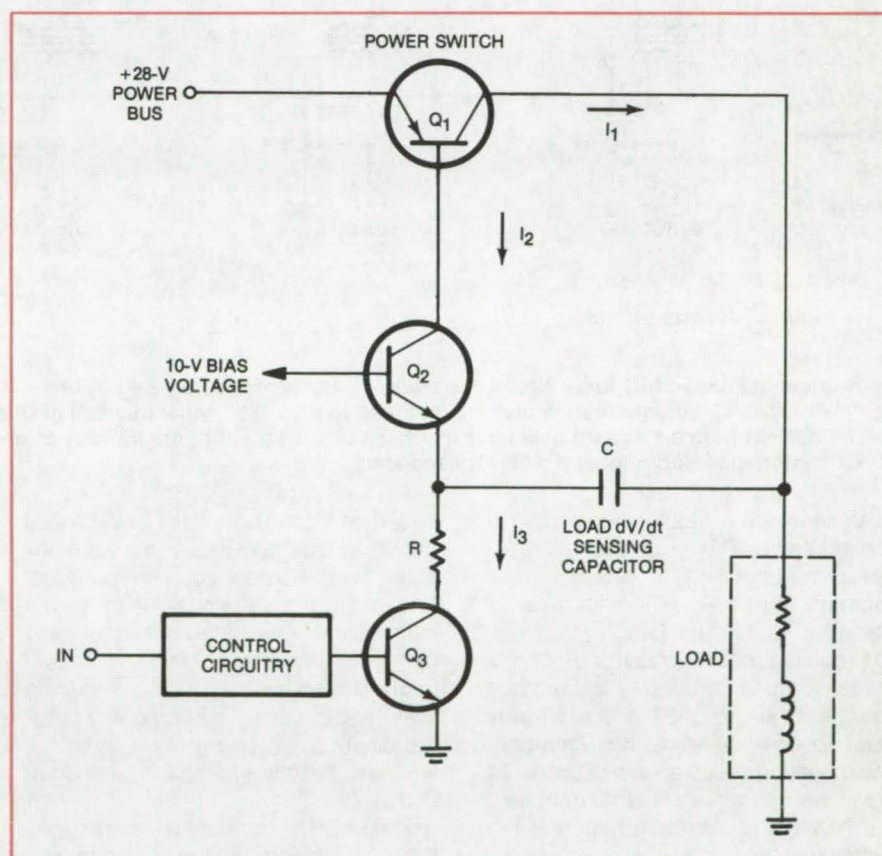 POWER SWITCH
+28-V
POWER
BUS
Q1
I1
I2
10-V BIAS
VOLTAGE
Q2
C
LOAD dV/dt
SENSING
CAPACITOR
R
I3
IN
CONTROL
CIRCUITRY
Q3
LOAD